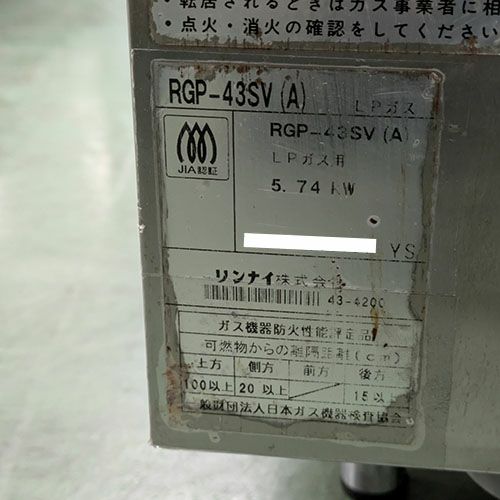 ・転居されるときはガス事業者に相
・点火・消火の確認をしてください
RGP-43SV(A) LPガス
JIA認証
RGP-43SV(A)
LPガス用
5.74 kW
YS
リンナイ株式会
43-4200
ガス機器防火性能評定品
可燃物からの離隔距離(cm)
上方 側方 前方 後方
100以上 20以上 15以
一般財団法人日本ガス機器検査協会